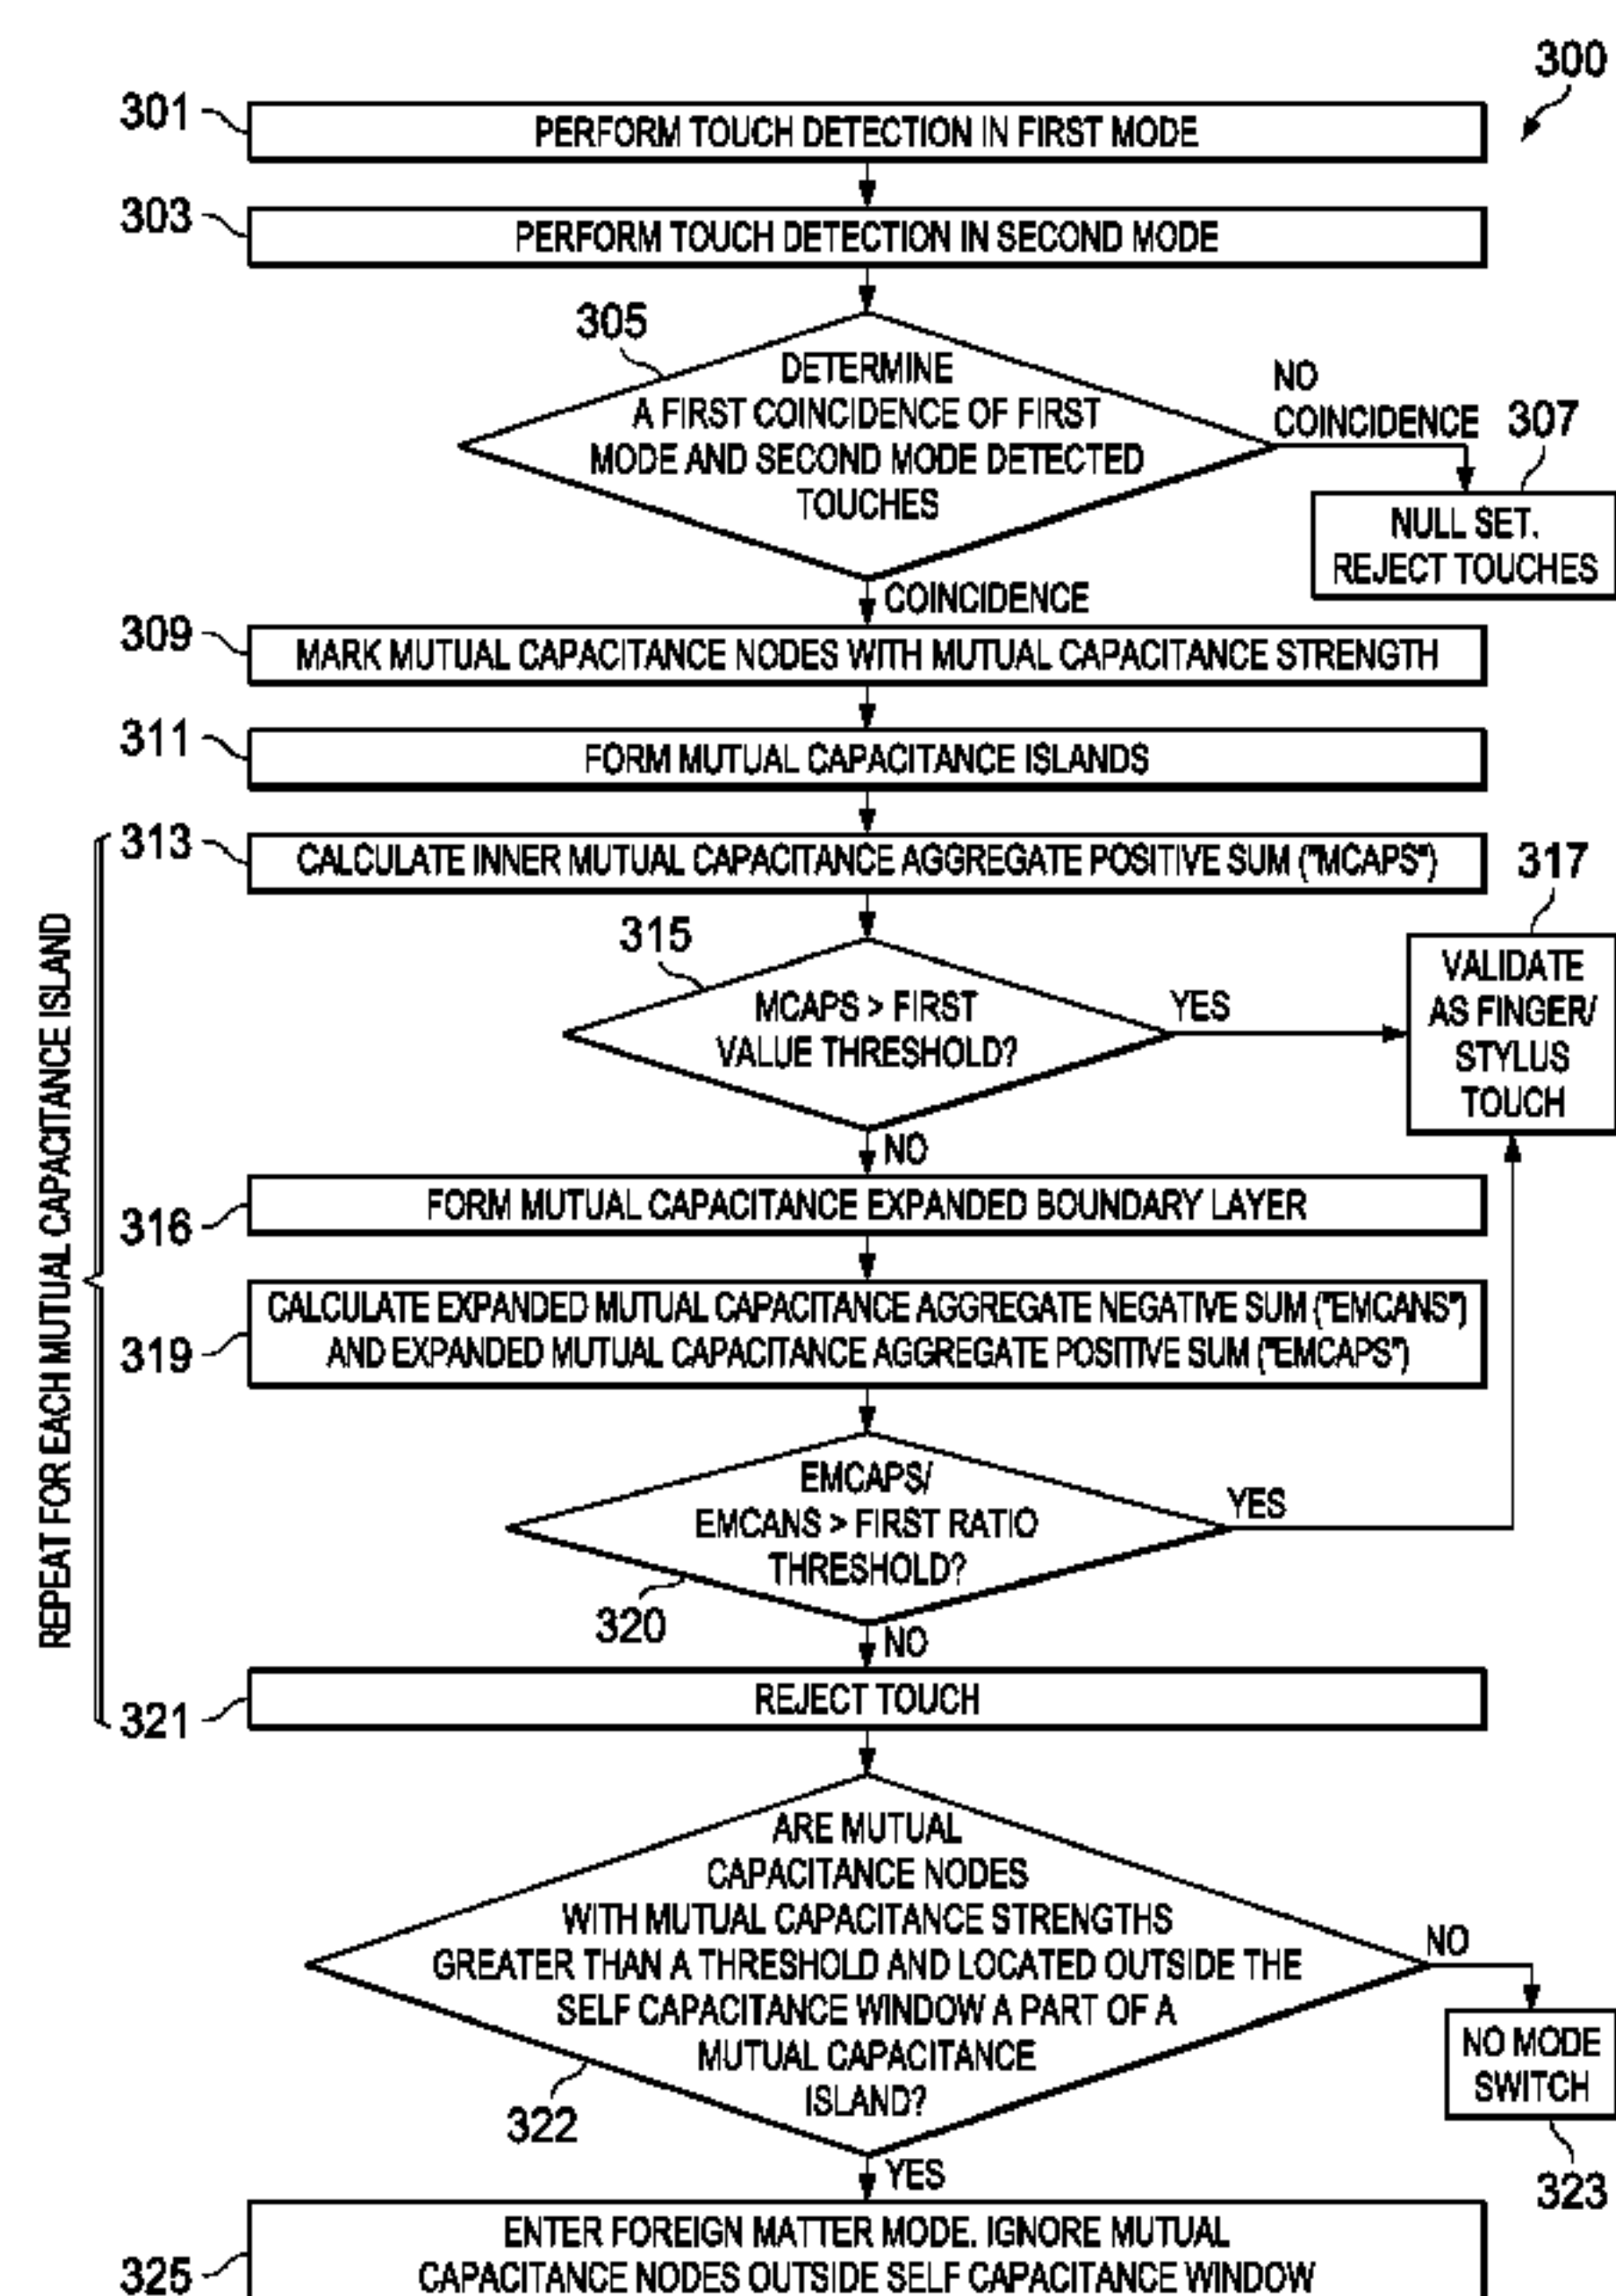 300
301
PERFORM TOUCH DETECTION IN FIRST MODE
303
PERFORM TOUCH DETECTION IN SECOND MODE
305
DETERMINE
A FIRST COINCIDENCE OF FIRST
MODE AND SECOND MODE DETECTED
TOUCHES
NO
COINCIDENCE
307
NULL SET.
REJECT TOUCHES
COINCIDENCE
309
MARK MUTUAL CAPACITANCE NODES WITH MUTUAL CAPACITANCE STRENGTH
311
FORM MUTUAL CAPACITANCE ISLANDS
REPEAT FOR EACH MUTUAL CAPACITANCE ISLAND
313
CALCULATE INNER MUTUAL CAPACITANCE AGGREGATE POSITIVE SUM ("MCAPS")
315
MCAPS > FIRST
VALUE THRESHOLD?
YES
317
VALIDATE
AS FINGER/
STYLUS
TOUCH
NO
316
FORM MUTUAL CAPACITANCE EXPANDED BOUNDARY LAYER
319
CALCULATE EXPANDED MUTUAL CAPACITANCE AGGREGATE NEGATIVE SUM ("EMCANS")
AND EXPANDED MUTUAL CAPACITANCE AGGREGATE POSITIVE SUM ("EMCAPS")
EMCAPS/
EMCANS > FIRST RATIO
THRESHOLD?
YES
320
NO
321
REJECT TOUCH
ARE MUTUAL
CAPACITANCE NODES
WITH MUTUAL CAPACITANCE STRENGTHS
GREATER THAN A THRESHOLD AND LOCATED OUTSIDE THE
SELF CAPACITANCE WINDOW A PART OF A
MUTUAL CAPACITANCE
ISLAND?
322
NO
NO MODE
SWITCH
323
YES
325
ENTER FOREIGN MATTER MODE. IGNORE MUTUAL
CAPACITANCE NODES OUTSIDE SELF CAPACITANCE WINDOW